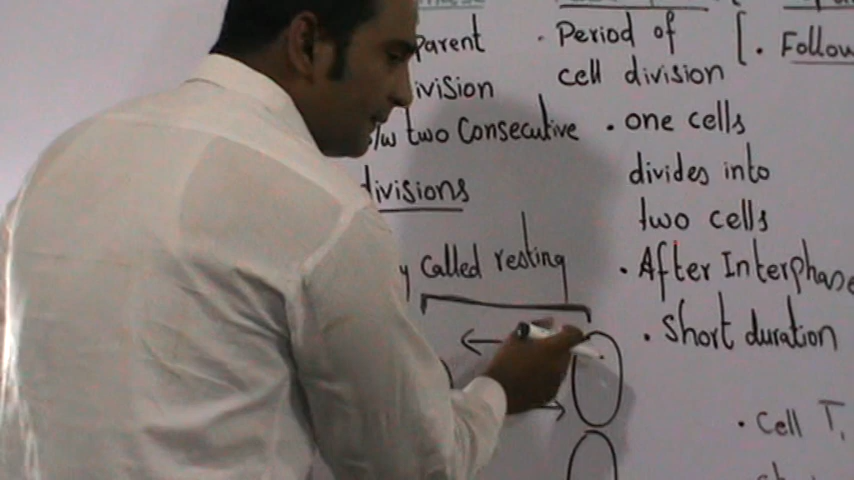 parent
division
b/w two Consecutive
divisions
called resting
• Period of
cell division
• one cells
divides into
two cells
• After Interphase
• Short duration
[ • Follow
• Cell T